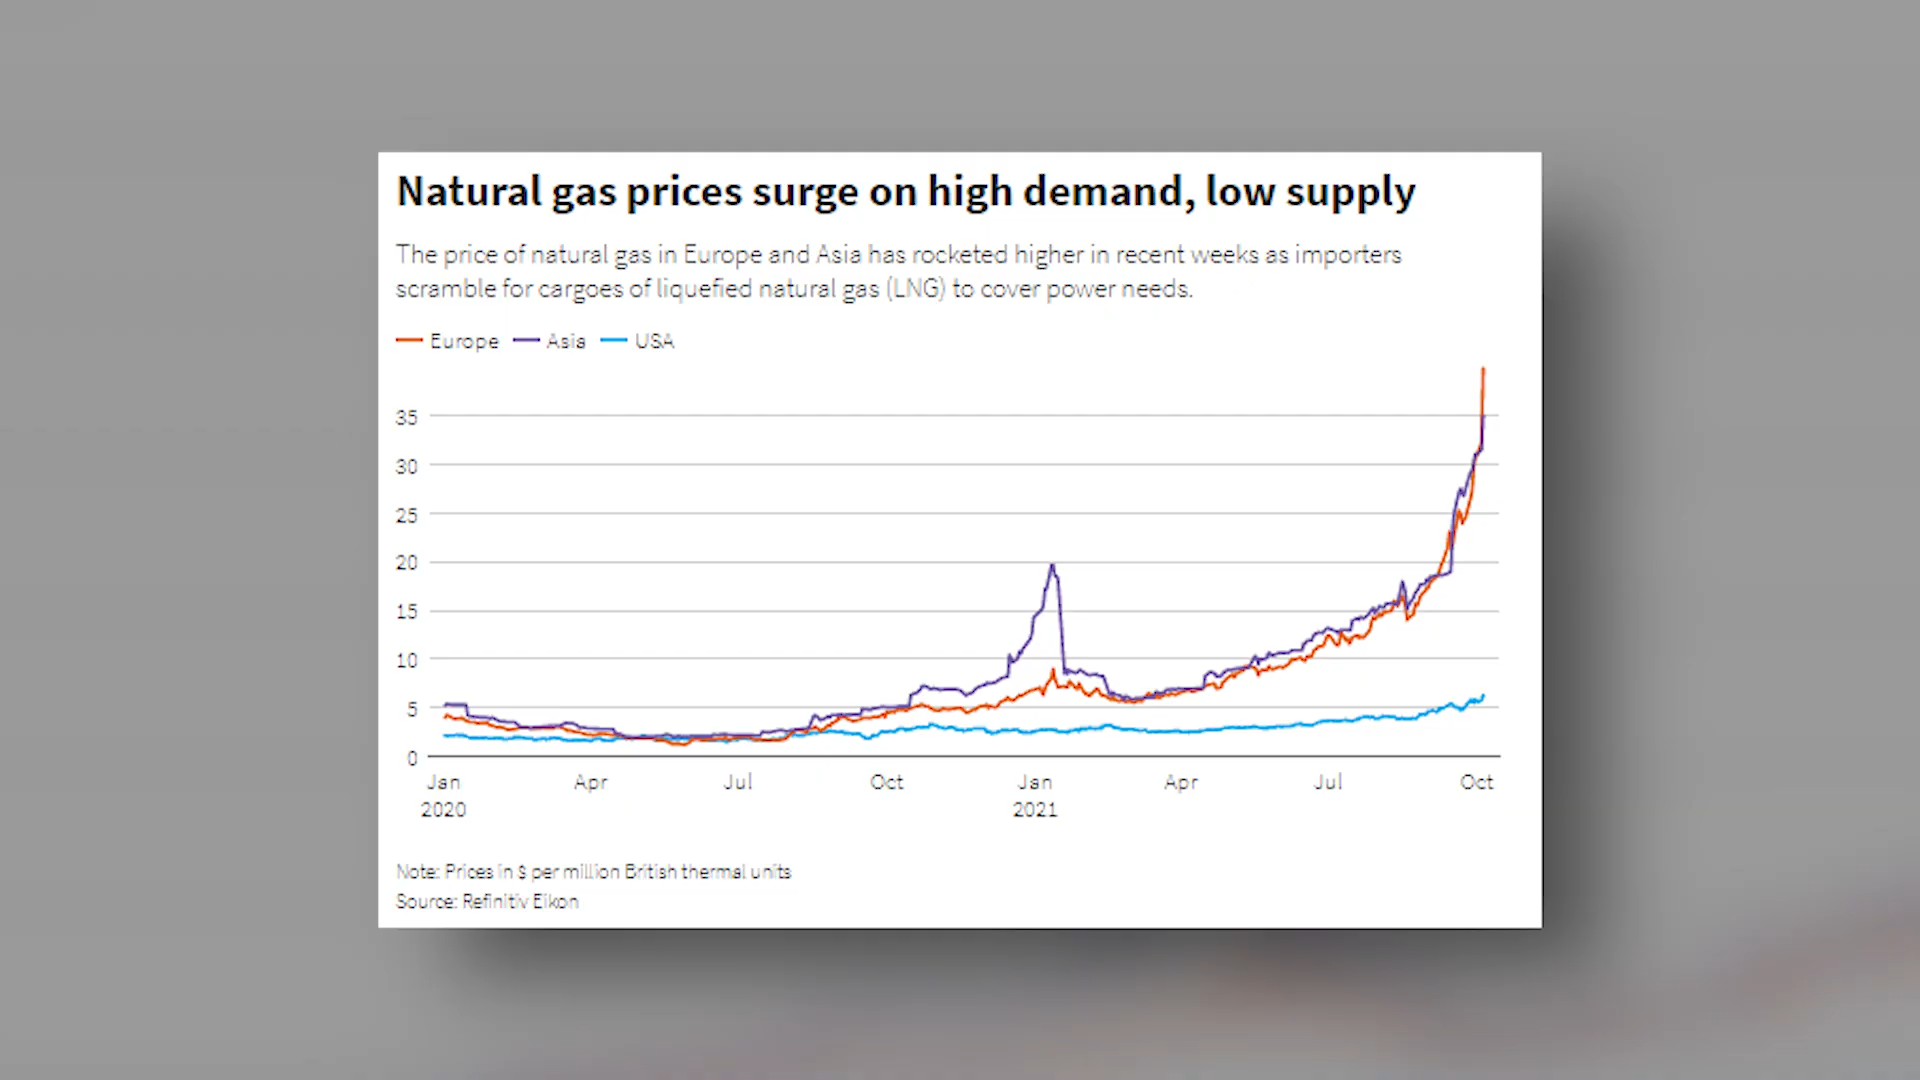 Natural gas prices surge on high demand, low supply
The price of natural gas in Europe and Asia has rocketed higher in recent weeks as importers
scramble for cargoes of liquefied natural gas (LNG) to cover power needs.
Europe Asia USA
35
30
25
20
15
10
5
0
Jan Apr Jul Oct Jan Apr Jul Oct
2020 2021
Note: Prices in $ per million British thermal units
Source: Refinitiv Eikon